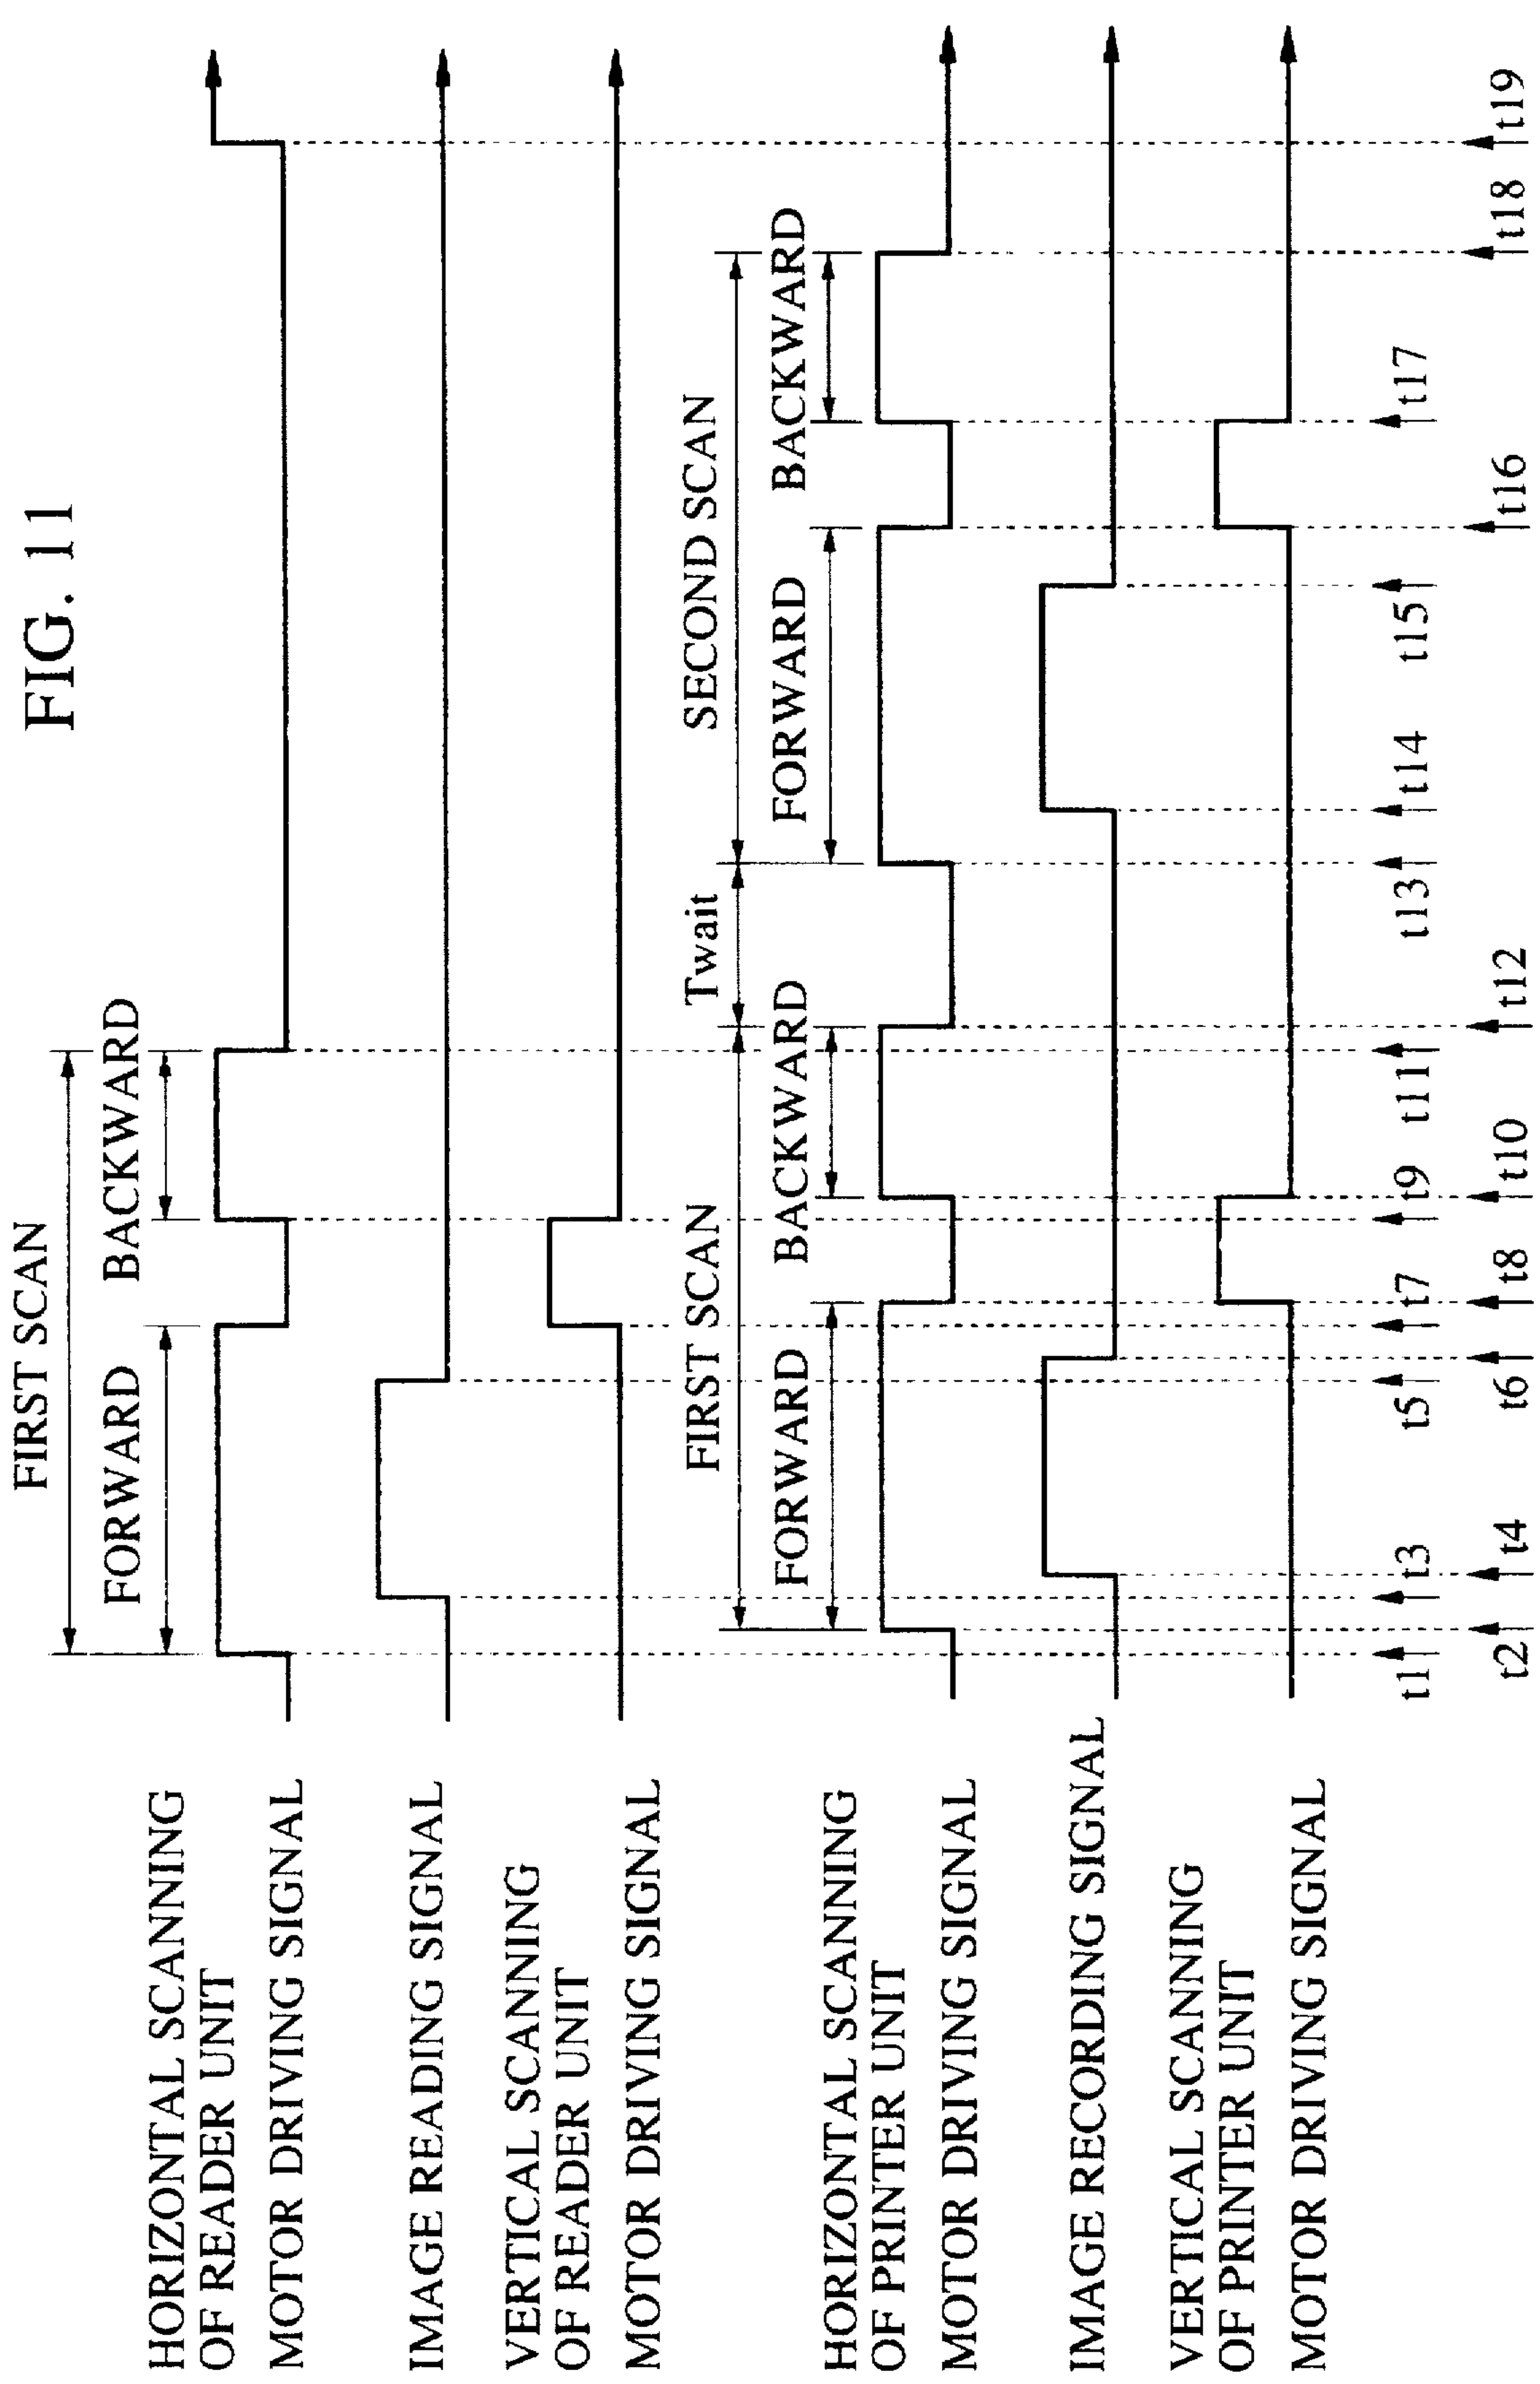 FIG. 11
FIRST SCAN
FORWARD
BACKWARD
HORIZONTAL SCANNING
OF READER UNIT
MOTOR DRIVING SIGNAL
IMAGE READING SIGNAL
VERTICAL SCANNING
OF READER UNIT
MOTOR DRIVING SIGNAL
FIRST SCAN
Twait
SECOND SCAN
FORWARD
BACKWARD
FORWARD
BACKWARD
HORIZONTAL SCANNING
OF PRINTER UNIT
MOTOR DRIVING SIGNAL
IMAGE RECORDING SIGNAL
VERTICAL SCANNING
OF PRINTER UNIT
MOTOR DRIVING SIGNAL
t1 t3 t5 t7 t9 t11 t13 t14 t15 t17
t2 t4 t6 t8 t10 t12 t16 t18 t19